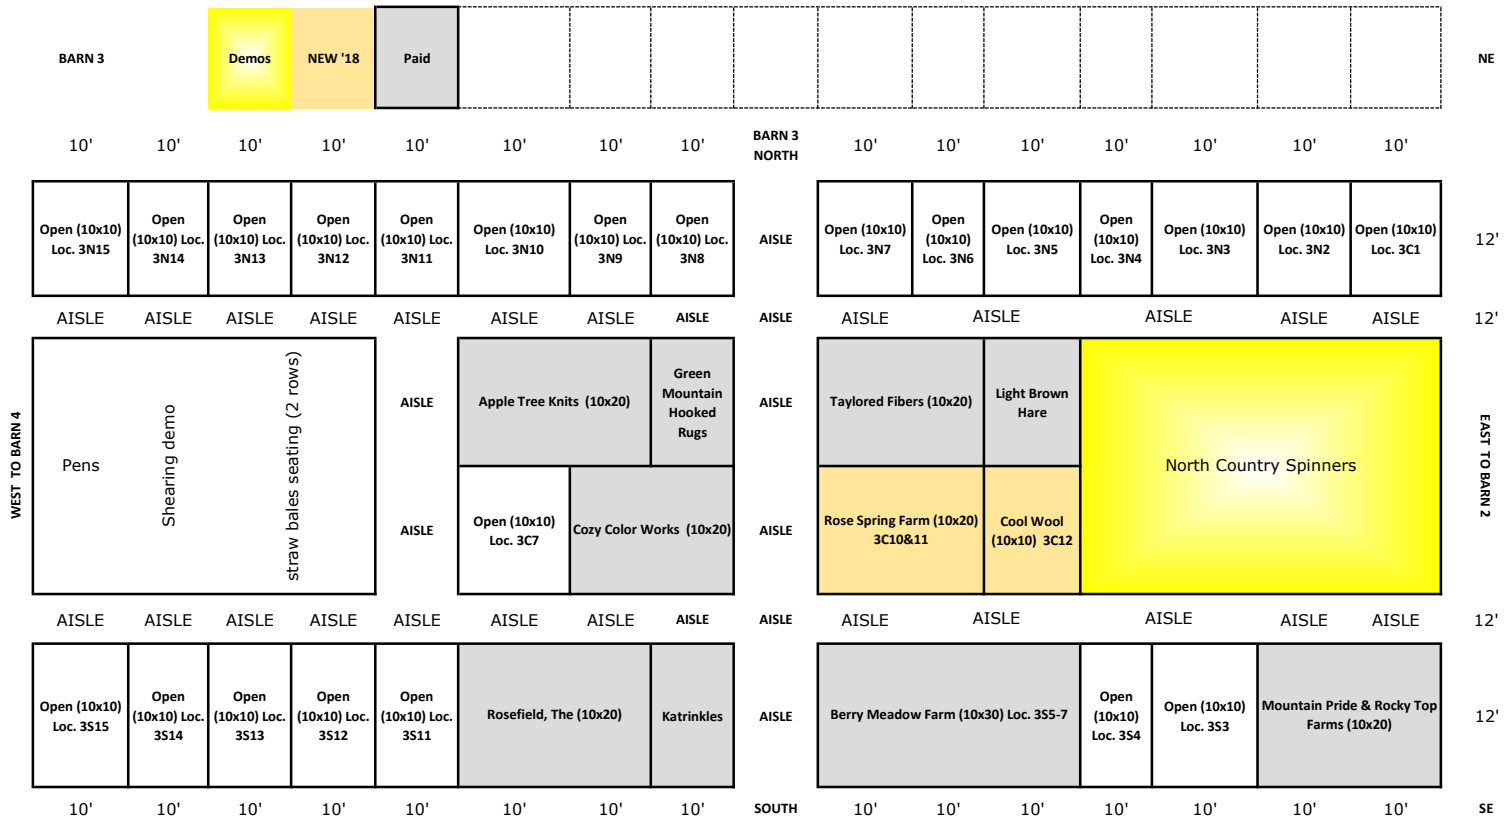 BARN 3
Demos
NEW '18
Paid
NE
10' 10' 10' 10' 10' 10' 10' 10'
BARN 3
NORTH
10' 10' 10' 10' 10' 10' 10'
Open (10x10)
Loc. 3N15
Open
(10x10) Loc.
3N14
Open
(10x10) Loc.
3N13
Open
(10x10) Loc.
3N12
Open
(10x10) Loc.
3N11
Open (10x10)
Loc. 3N10
Open
(10x10) Loc.
3N9
Open
(10x10) Loc.
3N8
AISLE
Open (10x10)
Loc. 3N7
Open
(10x10)
Loc. 3N6
Open (10x10)
Loc. 3N5
Open
(10x10)
Loc. 3N4
Open (10x10)
Loc. 3N3
Open (10x10)
Loc. 3N2
Open (10x10)
Loc. 3C1
12'
AISLE AISLE AISLE AISLE AISLE AISLE AISLE AISLE AISLE AISLE AISLE AISLE AISLE AISLE 12'
WEST TO BARN 4
Pens
Shearing demo
straw bales seating (2 rows)
AISLE
Apple Tree Knits (10x20)
Green
Mountain
Hooked
Rugs
AISLE
Taylored Fibers (10x20)
Light Brown
Hare
North Country Spinners
EAST TO BARN 2
AISLE
Open (10x10)
Loc. 3C7
Cozy Color Works (10x20)
AISLE
Rose Spring Farm (10x20)
3C10&11
Cool Wool
(10x10) 3C12
AISLE AISLE AISLE AISLE AISLE AISLE AISLE AISLE AISLE AISLE AISLE AISLE AISLE AISLE 12'
Open (10x10)
Loc. 3S15
Open
(10x10) Loc.
3S14
Open
(10x10) Loc.
3S13
Open
(10x10) Loc.
3S12
Open
(10x10) Loc.
3S11
Rosefield, The (10x20)
Katrinkles
AISLE
Berry Meadow Farm (10x30) Loc. 3S5-7
Open
(10x10)
Loc. 3S4
Open (10x10)
Loc. 3S3
Mountain Pride & Rocky Top
Farms (10x20)
12'
10' 10' 10' 10' 10' 10' 10' 10' SOUTH 10' 10' 10' 10' 10' 10' 10' SE